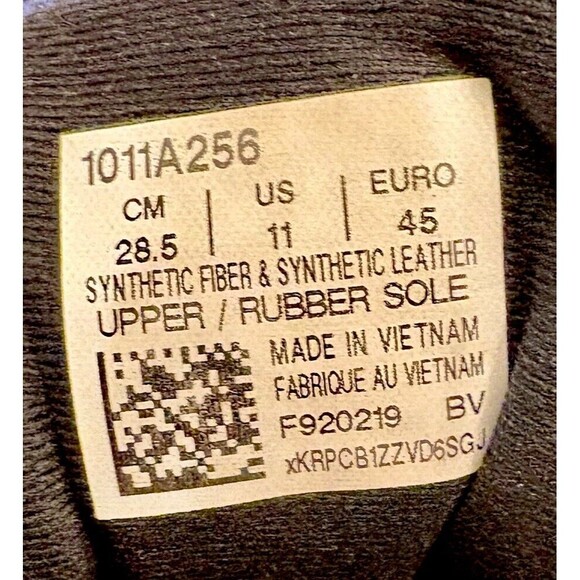 1011A256
CM | US | EURO
28.5 | 11 | 45
SYNTHETIC FIBER & SYNTHETIC LEATHER
UPPER / RUBBER SOLE
MADE IN VIETNAM
FABRIQUE AU VIETNAM
F920219 BV
xKRPCB1ZZVD6SGJ